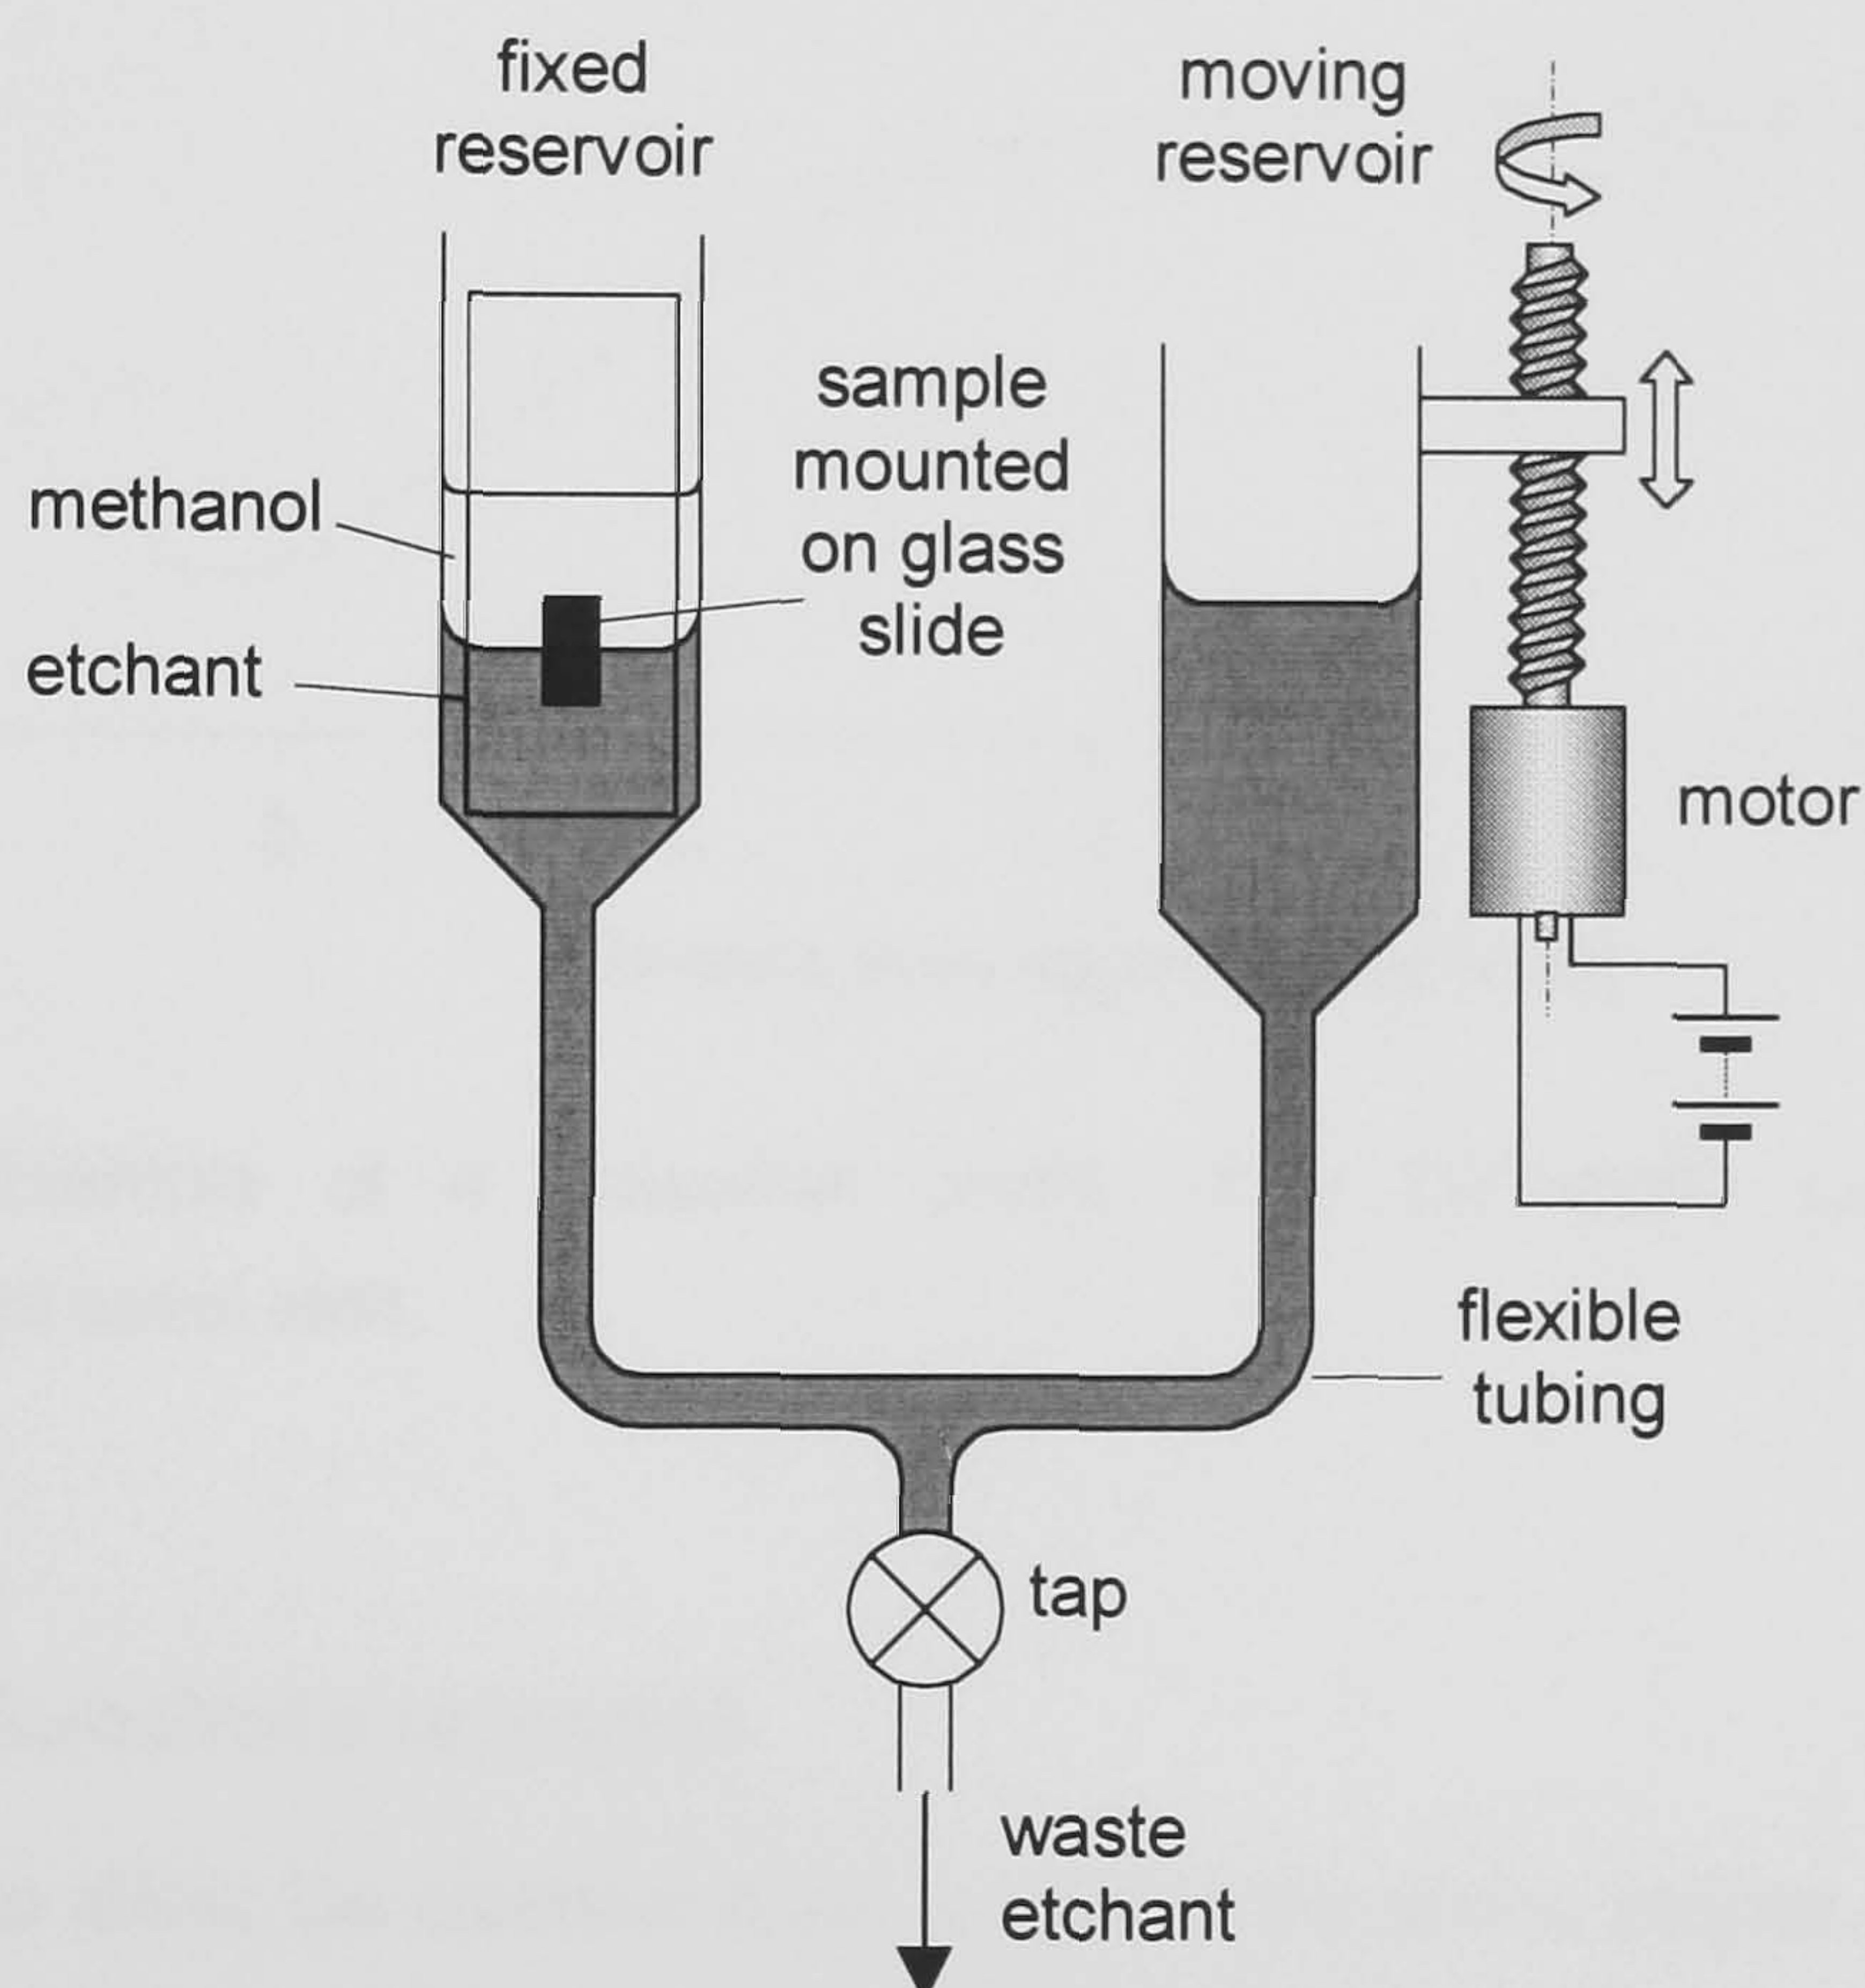 fixed
reservoir
moving
reservoir
sample
mounted
on glass
slide
methanol
etchant
motor
flexible
tubing
tap
waste
etchant